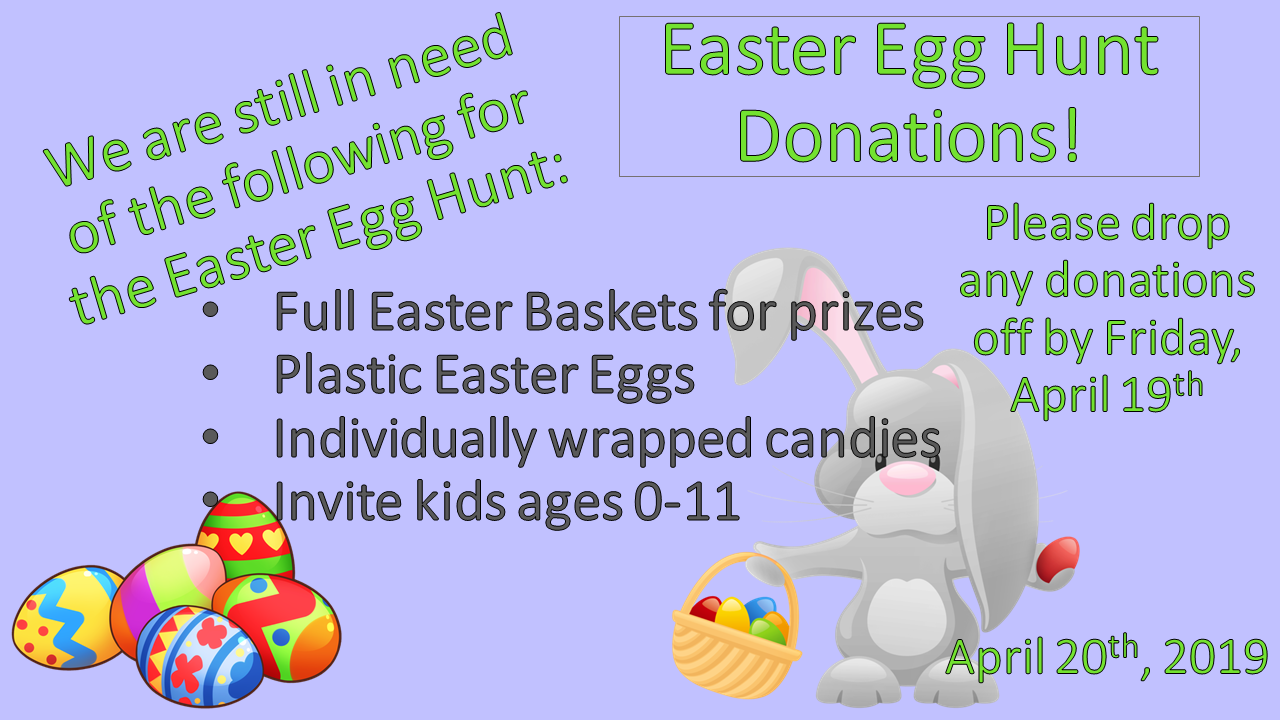 We are still in need
of the following for
the Easter Egg Hunt:
Easter Egg Hunt
Donations!
• Full Easter Baskets for prizes
• Plastic Easter Eggs
• Individually wrapped candies
• Invite kids ages 0-11
Please drop
any donations
off by Friday,
April 19th
April 20th, 2019